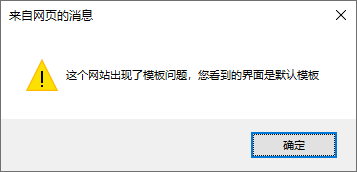 来自网页的消息
这个网站出现了模板问题，您看到的界面是默认模板
确定